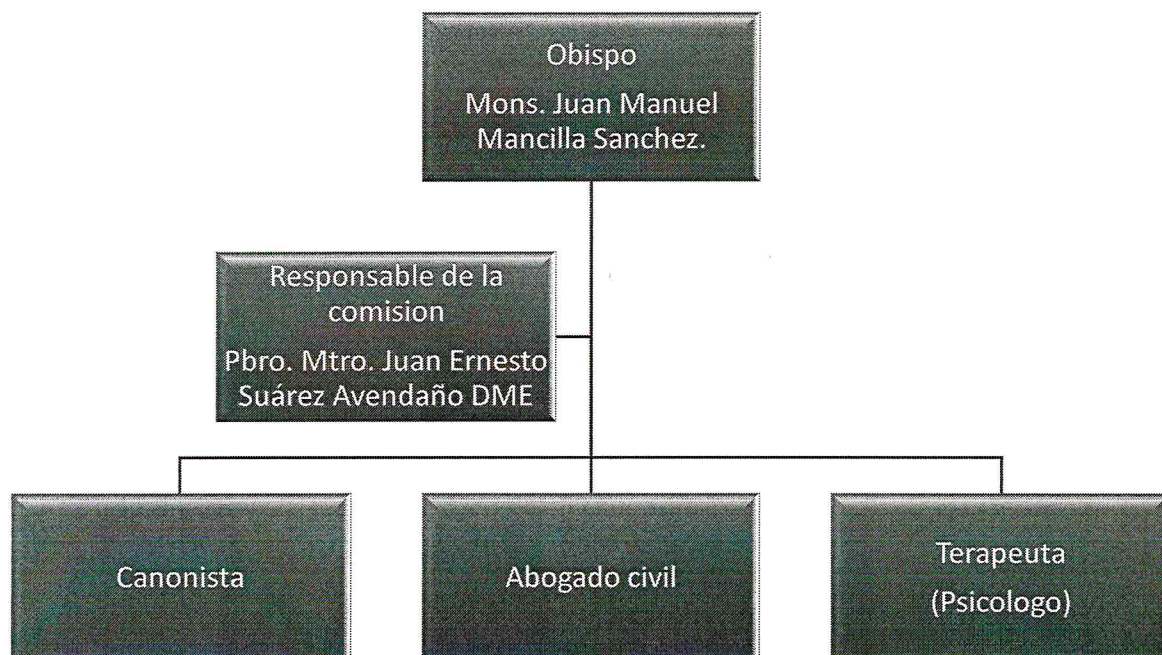 Obispo
Mons. Juan Manuel
Mancilla Sanchez.
Responsable de la
comision
Pbro. Mtro. Juan Ernesto
Suárez Avendaño DME
Canonista
Abogado civil
Terapeuta
(Psicologo)